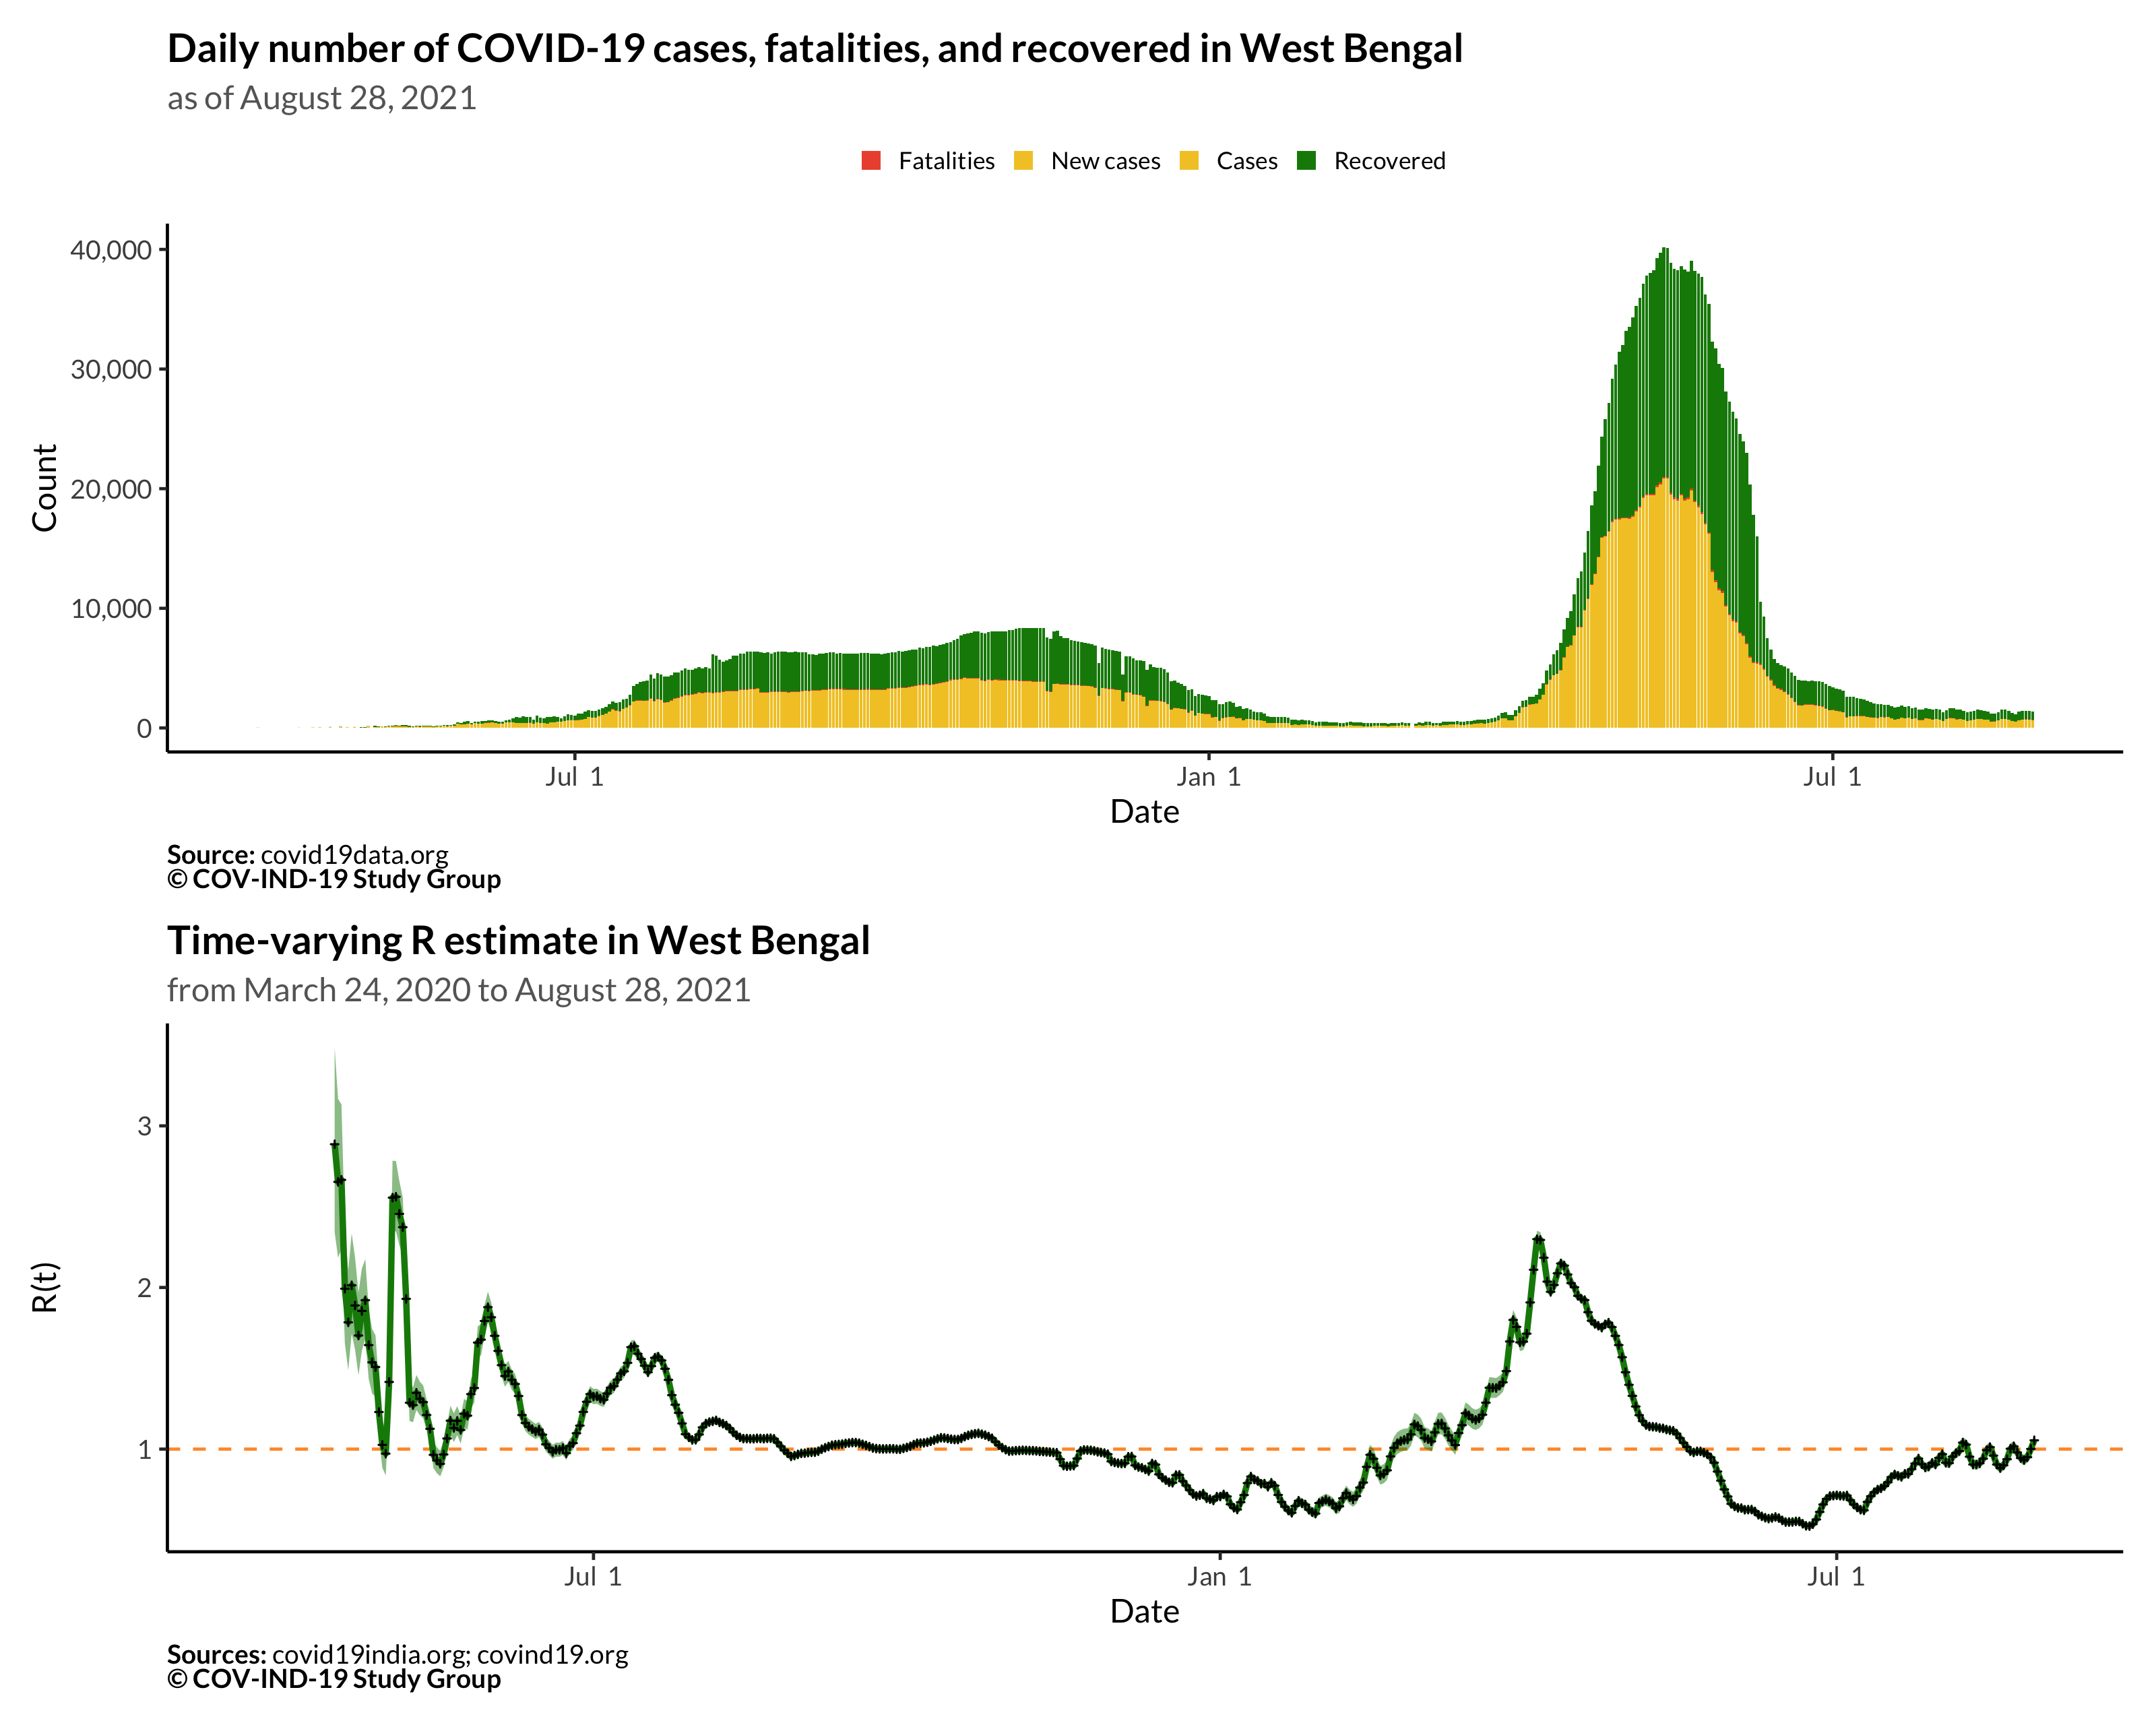 Daily number of COVID-19 cases, fatalities, and recovered in West Bengal
as of August 28, 2021
Fatalities New cases Cases Recovered
40,000
30,000
20,000
10,000
0
Count
Jul 1 Jan 1 Jul 1
Date
Source: covid19data.org
© COV-IND-19 Study Group
Time-varying R estimate in West Bengal
from March 24, 2020 to August 28, 2021
3
2
1
R(t)
Jul 1 Jan 1 Jul 1
Date
Sources: covid19india.org; covind19.org
© COV-IND-19 Study Group